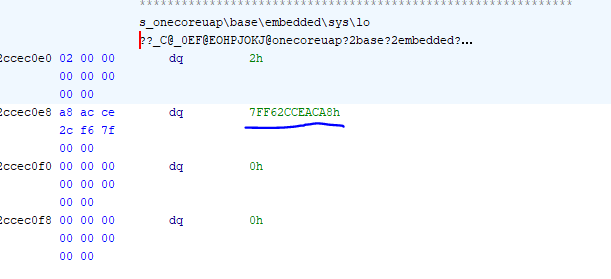 ************************************************************
s_onecoreuap\base\embedded\sys\lo
??_C@_0EF@EOHPJOKJ@onecoreuap?2base?2embedded?...
2ccec0e0 02 00 00 dq 2h
00 00 00
00 00
2ccec0e8 a8 ac ce dq 7FF62CCEACA8h
2c f6 7f
00 00
2ccec0f0 00 00 00 dq 0h
00 00 00
00 00
2ccec0f8 00 00 00 dq 0h
00 00 00
00 00